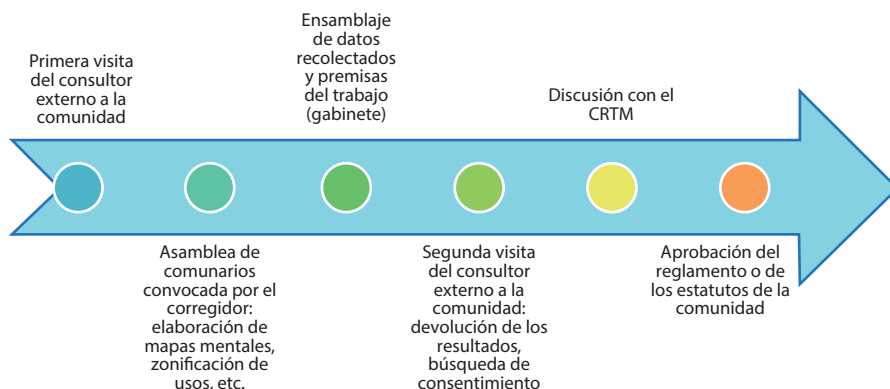 Primera visita
del consultor
externo a la
comunidad
Asamblea de
comunarios
convocada por el
corregidor:
elaboración de
mapas mentales,
zonificación de
usos, etc.
Ensamblaje
de datos
recolectados
y premisas
del trabajo
(gabinete)
Segunda visita
del consultor
externo a la
comunidad:
devolución de los
resultados,
búsqueda de
consentimiento
Discusión con el
CRTM
Aprobación del
reglamento o de
los estatutos de la
comunidad